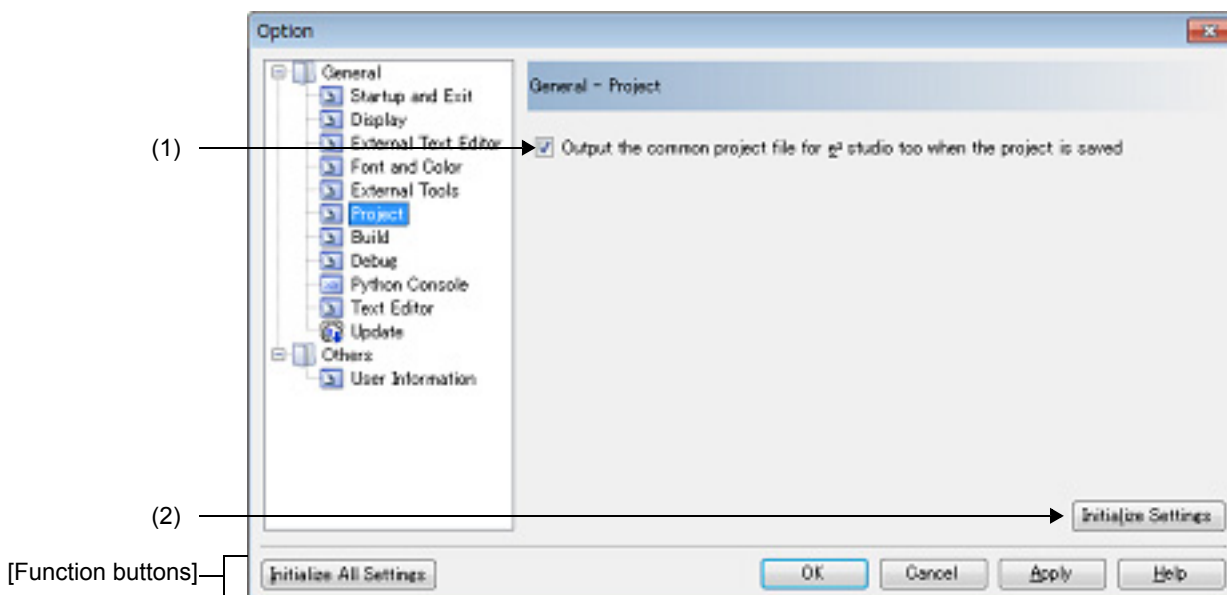 Option
General
Startup and Exit
Display
External Text Editor
Font and Color
External Tools
Project
Build
Debug
Python Console
Text Editor
Update
Others
User Information
General - Project
(1)
Output the common project file for e² studio too when the project is saved
(2)
Initialize Settings
[Function buttons]
Initialize All Settings
OK
Cancel
Apply
Help